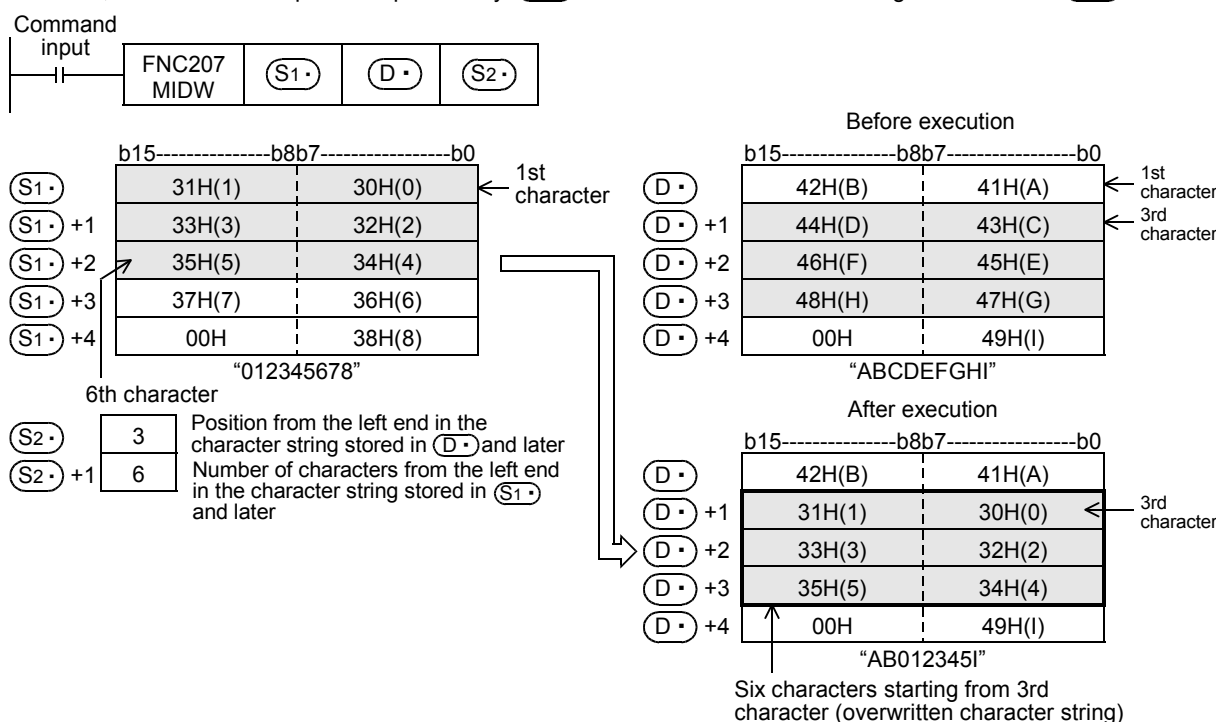 Command
input
FNC207
MIDW
S1·
D·
S2·
b15---------------b8b7-----------------b0
S1· 31H(1) 30H(0)
1st
character
S1· +1 33H(3) 32H(2)
S1· +2 35H(5) 34H(4)
S1· +3 37H(7) 36H(6)
S1· +4 00H 38H(8)
“012345678”
6th character
S2· 3 Position from the left end in the
character string stored in D· and later
S2· +1 6 Number of characters from the left end
in the character string stored in S1·
and later
Before execution
b15---------------b8b7-----------------b0
D· 42H(B) 41H(A)
1st
character
D· +1 44H(D) 43H(C)
3rd
character
D· +2 46H(F) 45H(E)
D· +3 48H(H) 47H(G)
D· +4 00H 49H(I)
“ABCDEFGHI”
After execution
b15---------------b8b7-----------------b0
D· 42H(B) 41H(A)
D· +1 31H(1) 30H(0)
3rd
character
D· +2 33H(3) 32H(2)
D· +3 35H(5) 34H(4)
D· +4 00H 49H(I)
“AB012345I”
Six characters starting from 3rd
character (overwritten character string)